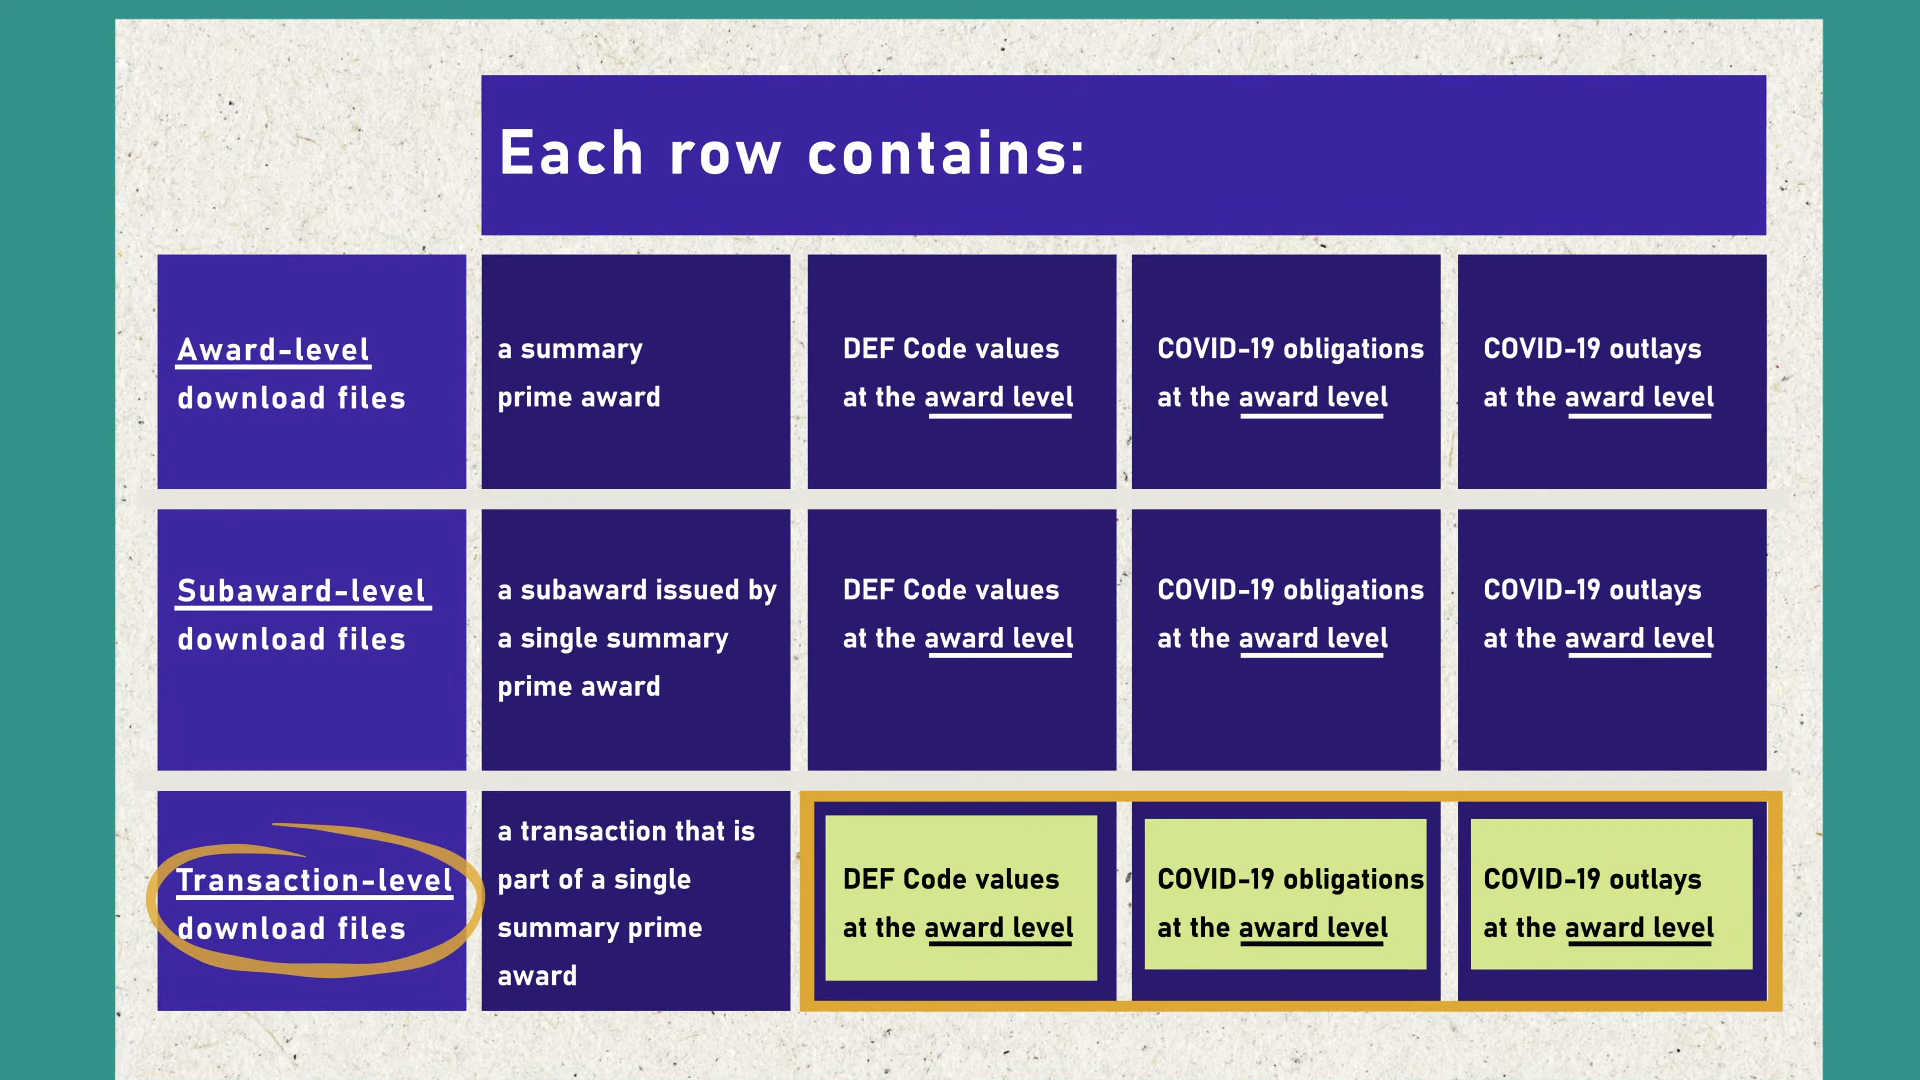 Each row contains:
Award-level
download files
a summary
prime award
DEF Code values
at the award level
COVID-19 obligations
at the award level
COVID-19 outlays
at the award level
Subaward-level
download files
a subaward issued by
a single summary
prime award
DEF Code values
at the award level
COVID-19 obligations
at the award level
COVID-19 outlays
at the award level
Transaction-level
download files
a transaction that is
part of a single
summary prime
award
DEF Code values
at the award level
COVID-19 obligations
at the award level
COVID-19 outlays
at the award level